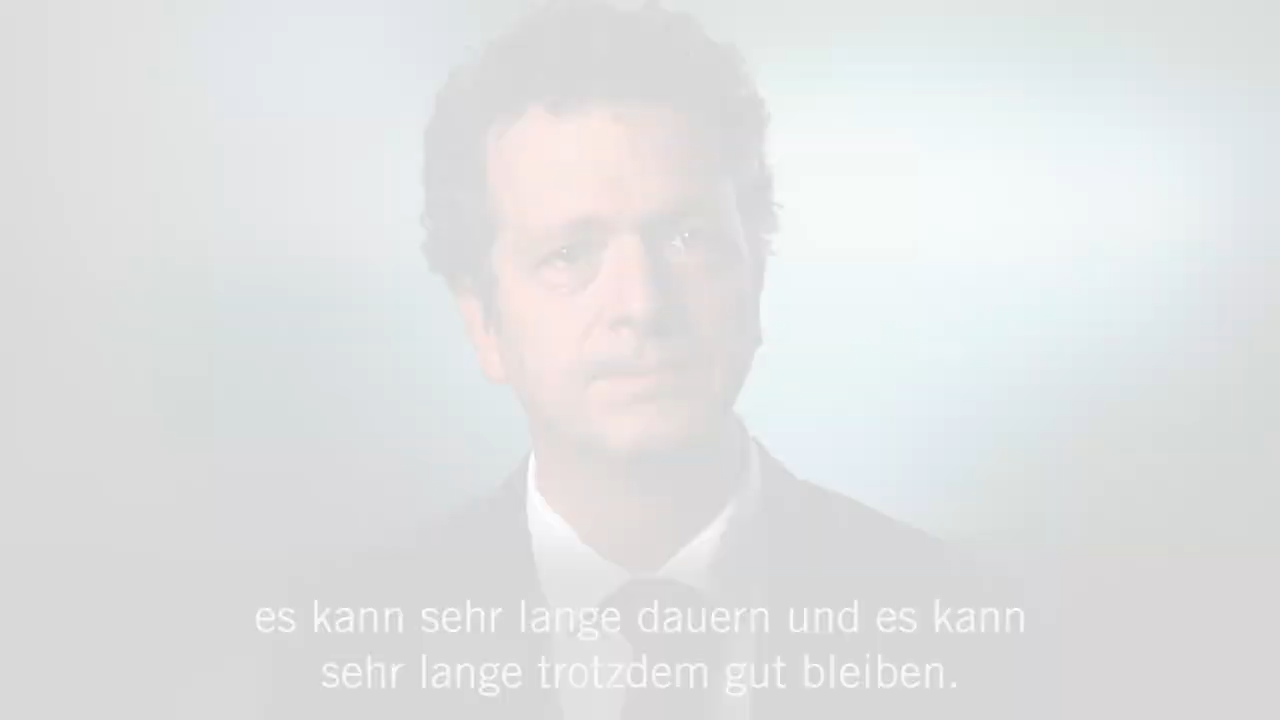 es kann sehr lange dauern und es kann
sehr lange trotzdem gut bleiben.